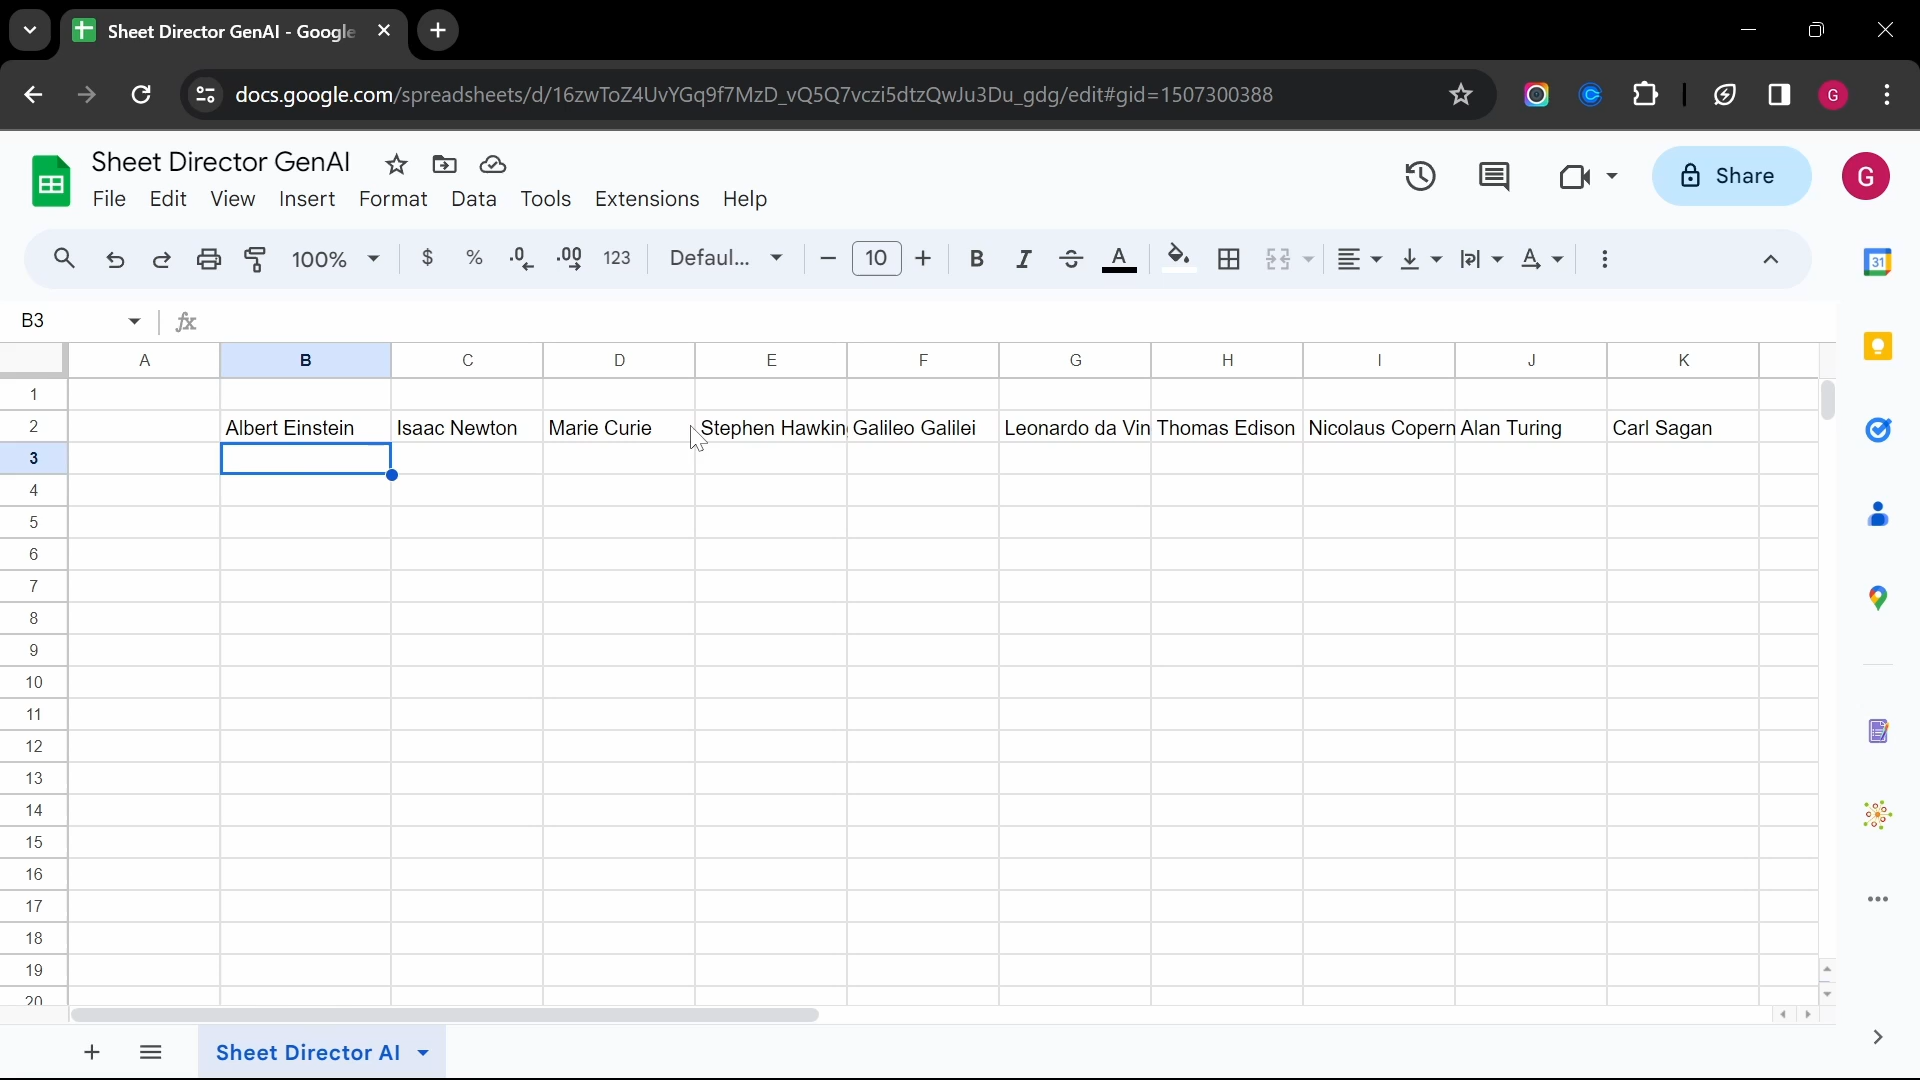 Sheet Director GenAI - Google
docs.google.com/spreadsheets/d/16zwToZ4UvYGq9f7MzD_vQ5Q7vczi5dtzQwJu3Du_gdg/edit#gid=1507300388
G
Sheet Director GenAI
File Edit View Insert Format Data Tools Extensions Help
Share
G
100% $ % .0 .00 123 Defaul... 10 B I S A
31
B3 fx
A B C D E F G H I J K
1
2 Albert Einstein Isaac Newton Marie Curie Stephen Hawkin Galileo Galilei Leonardo da Vin Thomas Edison Nicolaus Copern Alan Turing Carl Sagan
3
4
5
6
7
8
9
10
11
12
13
14
15
16
17
18
19
20
Sheet Director AI